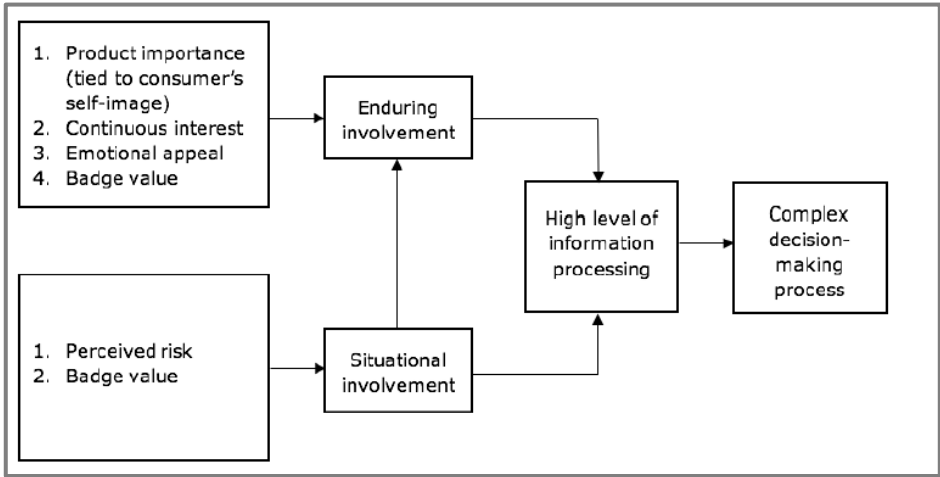 1. Product importance
(tied to consumer's
self-image)
2. Continuous interest
3. Emotional appeal
4. Badge value
Enduring
involvement
High level of
information
processing
Complex
decision-
making
process
1. Perceived risk
2. Badge value
Situational
involvement